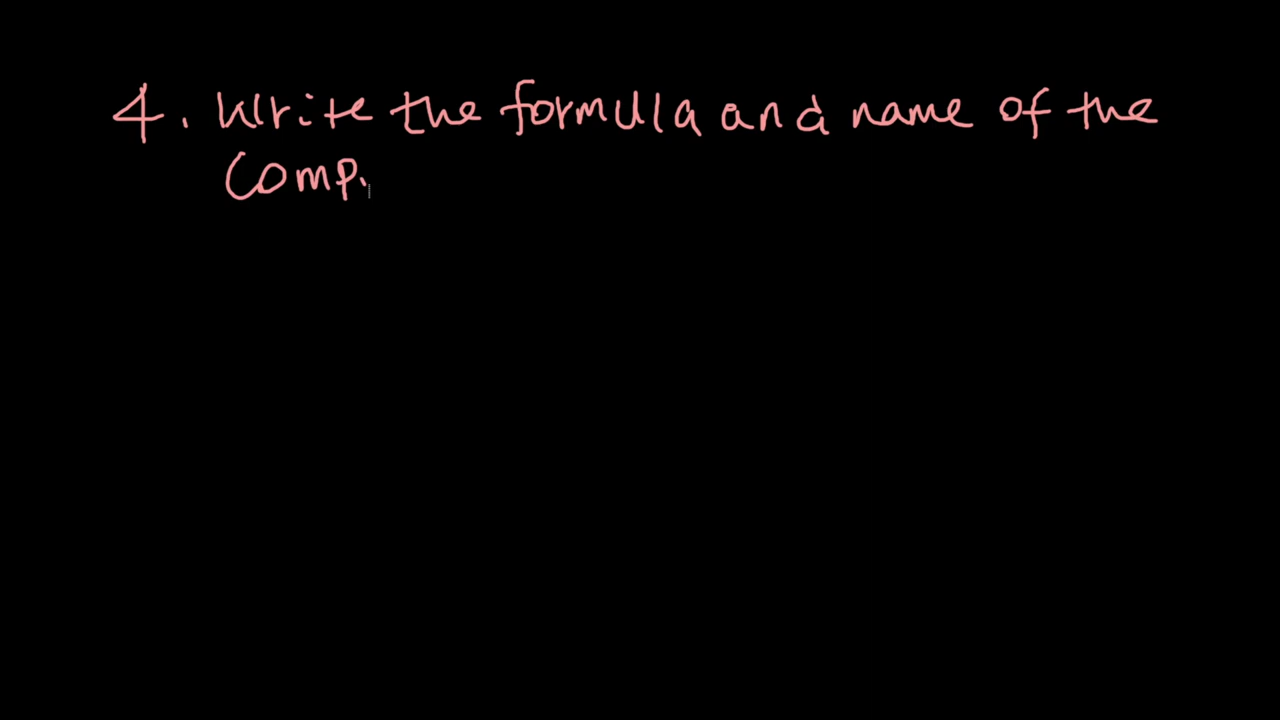 4. Write the formula and name of the
Comp